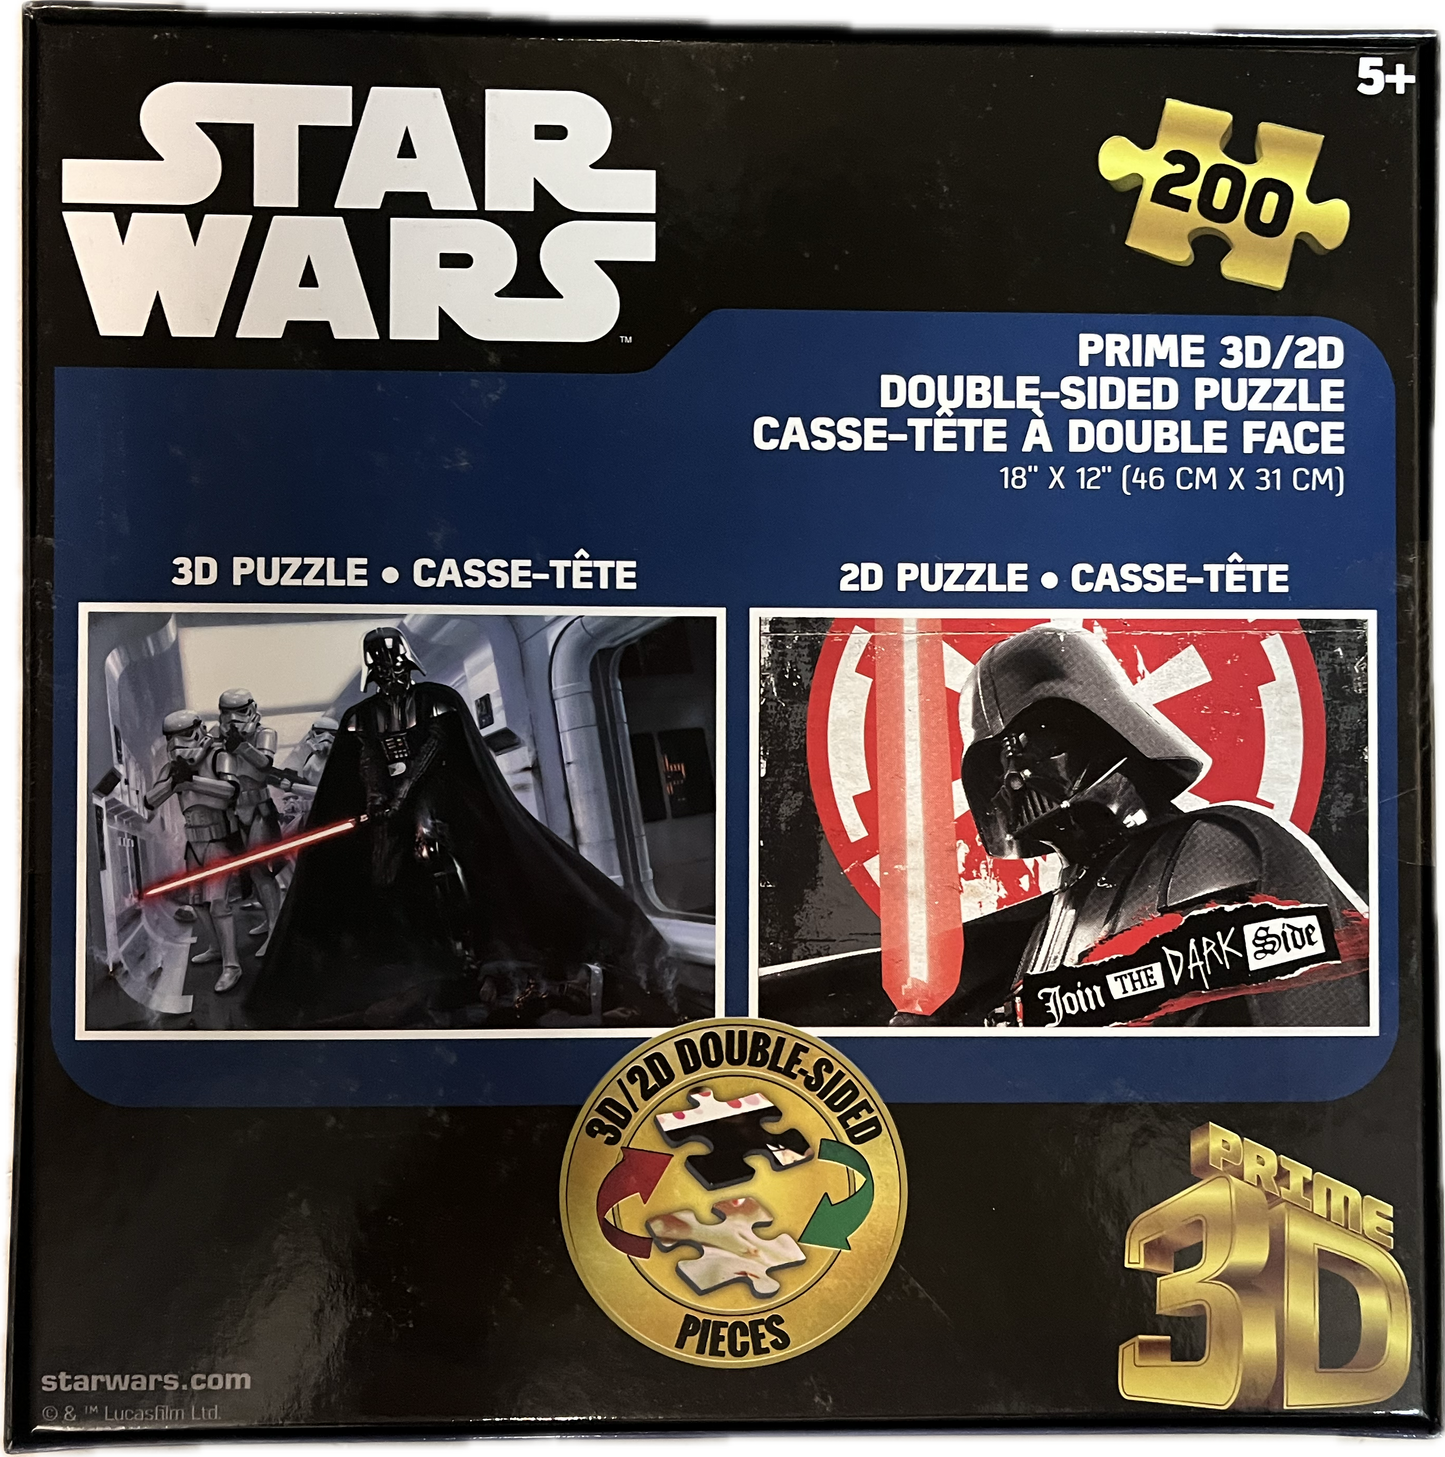 5+
STAR
WARS
™
200
PRIME 3D/2D
DOUBLE-SIDED PUZZLE
CASSE-TÊTE À DOUBLE FACE
18" X 12" (46 CM X 31 CM)
3D PUZZLE • CASSE-TÊTE
2D PUZZLE • CASSE-TÊTE
Join THE DARK Side
3D/2D DOUBLE-SIDED
PIECES
PRIME
3D
starwars.com
© & ™ Lucasfilm Ltd.